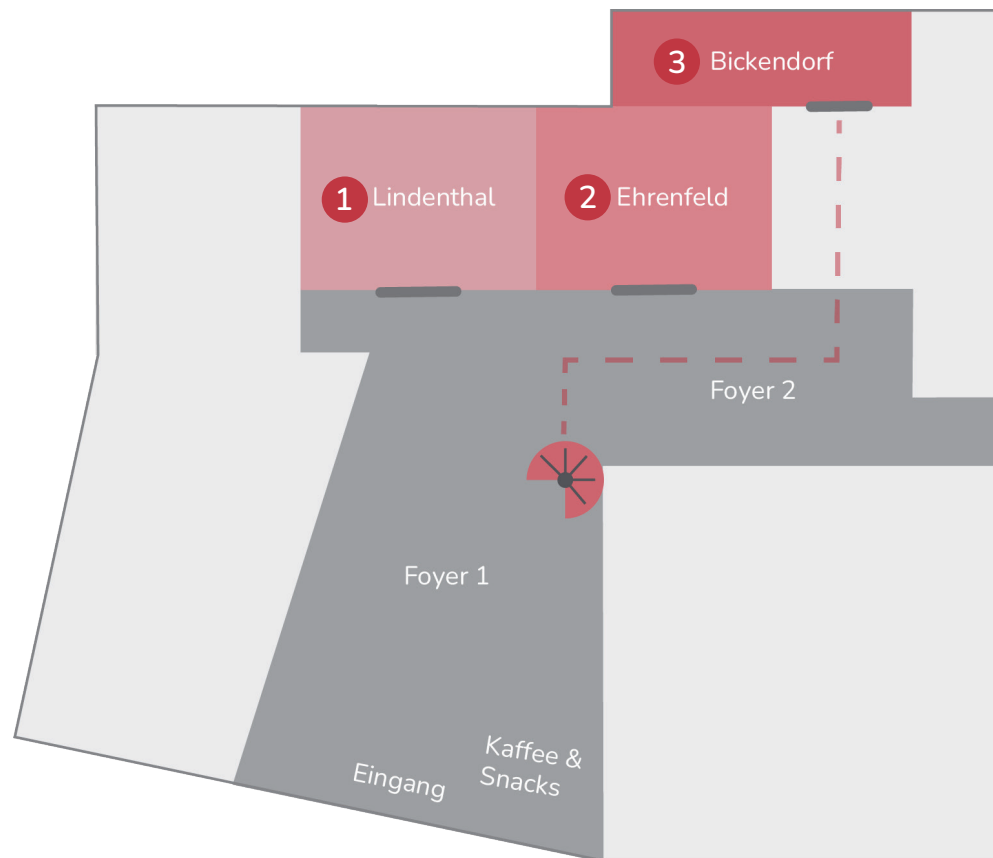 3 Bickendorf
1 Lindenthal
2 Ehrenfeld
Foyer 2
Foyer 1
Eingang
Kaffee &
Snacks